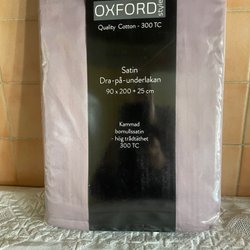 OXFORD style
Quality Cotton - 300 TC
Satin
Dra-på-underlakan
90 x 200 + 25 cm
Kammad
bomullssatin
- hög trådtäthet
300 TC